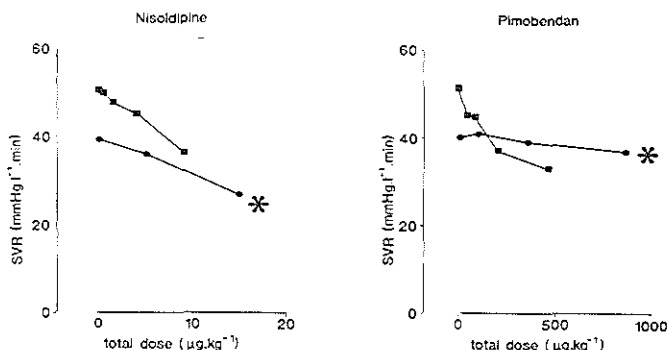 Nisoldipine
60
40
20
0
SVR (mmHg.l⁻¹.min)
0
10
20
total dose (µg.kg⁻¹)
Pimobendan
60
40
20
0
SVR (mmHg.l⁻¹.min)
0
500
1000
total dose (µg.kg⁻¹)